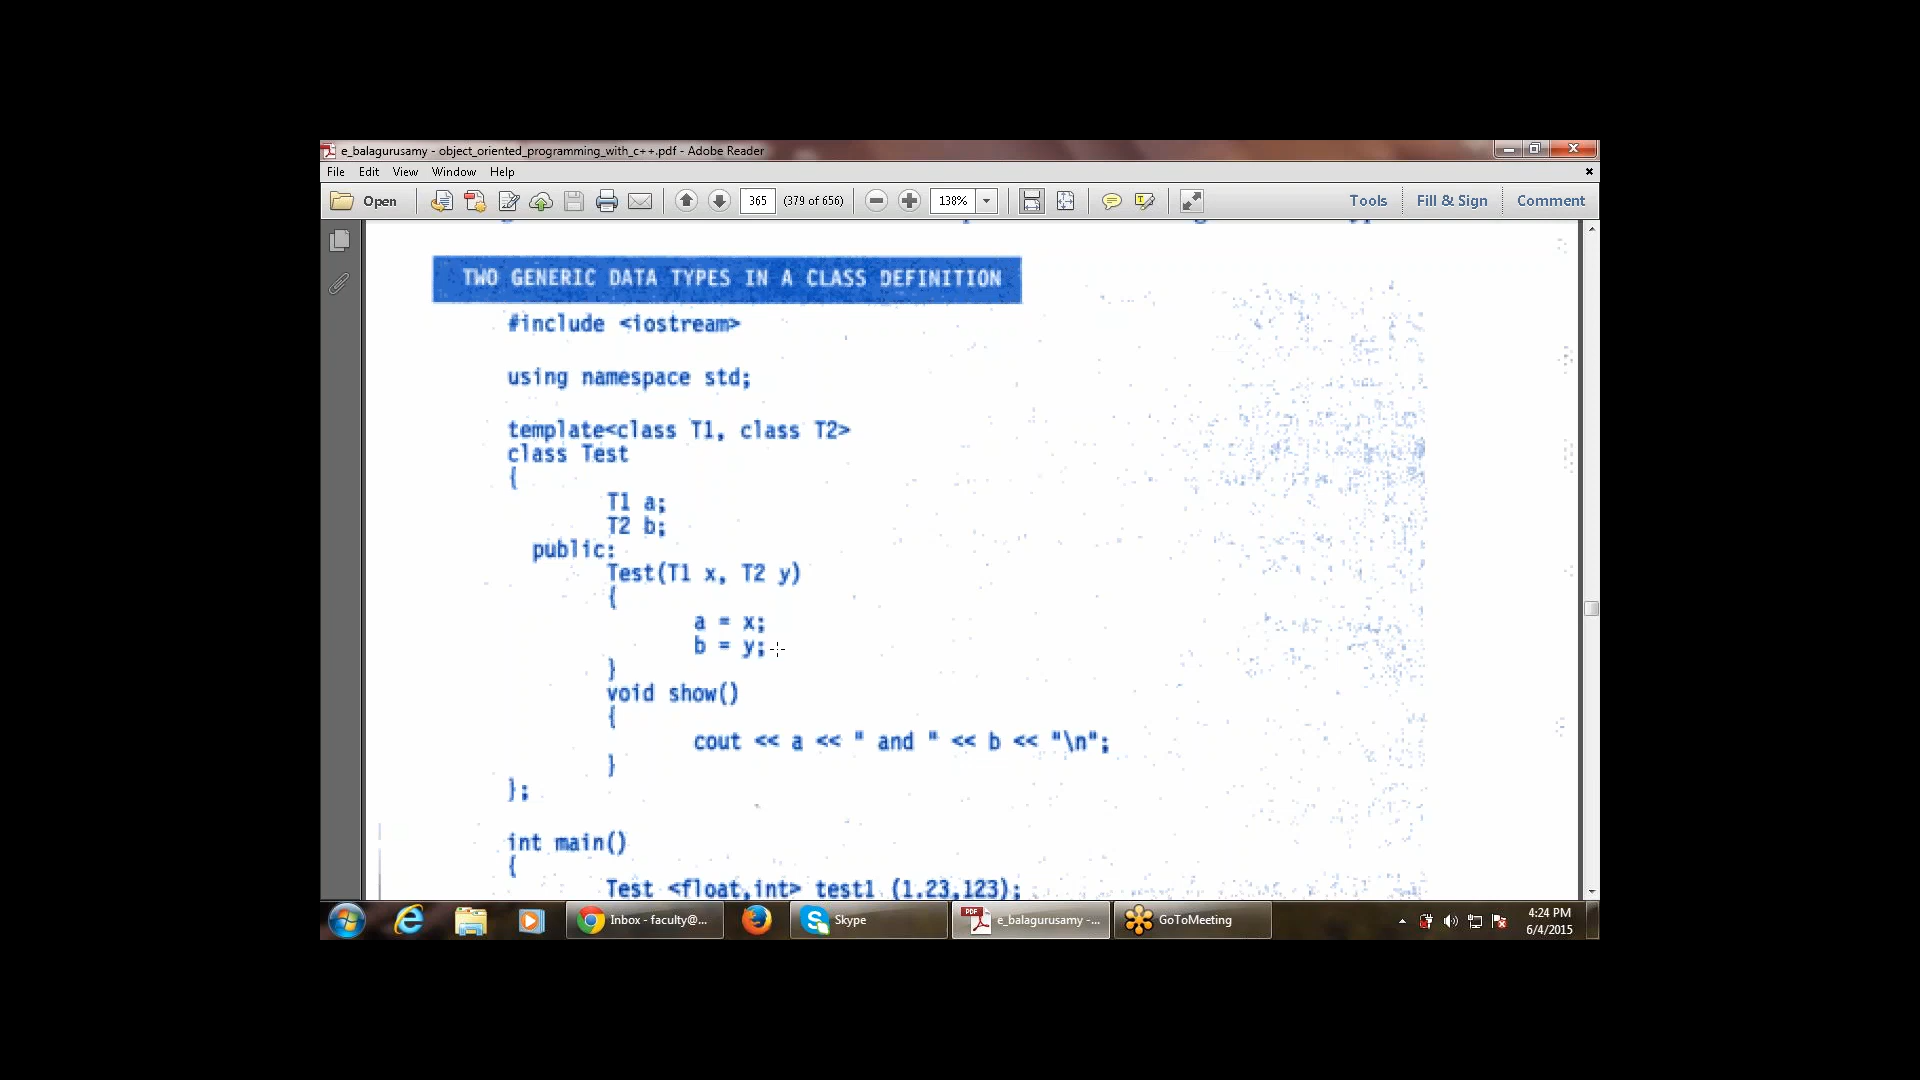 e_balagurusamy - object_oriented_programming_with_c++.pdf - Adobe Reader
File Edit View Window Help
Open 365 (379 of 656) 138% Tools Fill & Sign Comment
TWO GENERIC DATA TYPES IN A CLASS DEFINITION
#include <iostream>
using namespace std;
template<class T1, class T2>
class Test
{
T1 a;
T2 b;
public:
Test(T1 x, T2 y)
{
a = x;
b = y;
}
void show()
{
cout << a << " and " << b << "\n";
}
};
int main()
{
Test <float,int> test1 (1.23,123);
Inbox - faculty@... Skype e_balagurusamy -... GoToMeeting
4:24 PM
6/4/2015